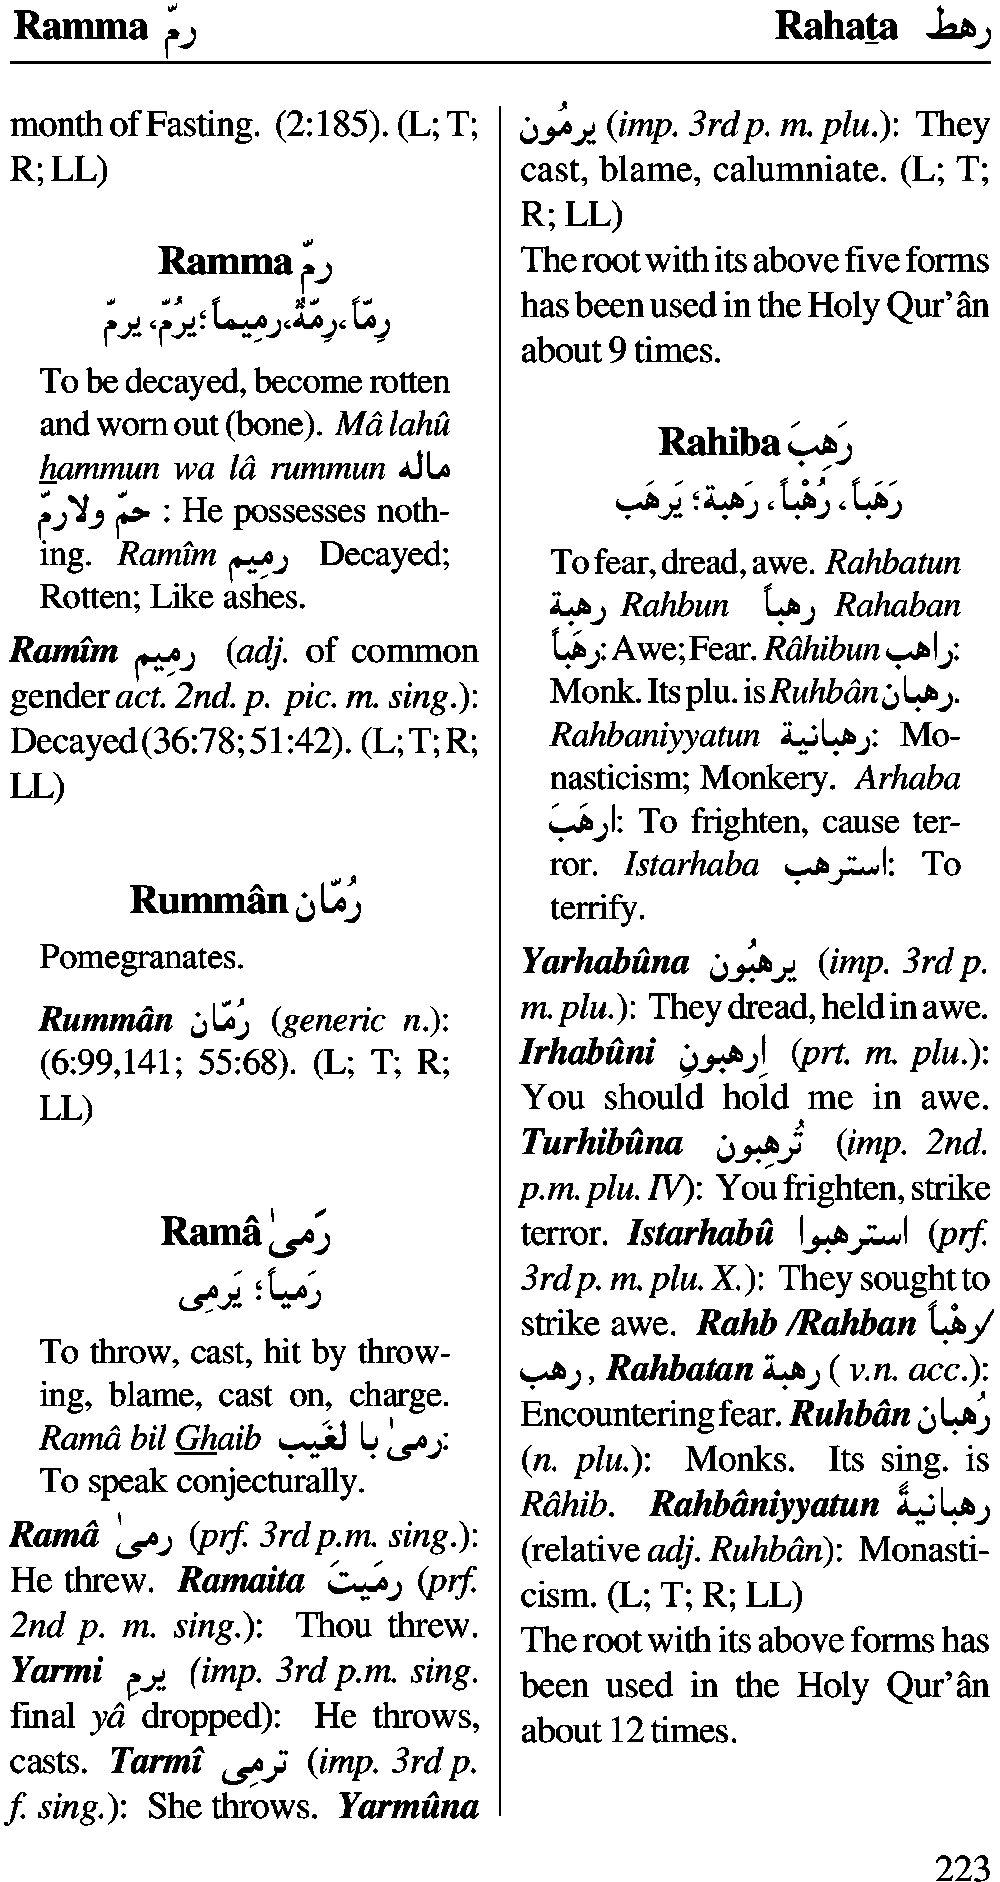 Ramma رمّ
Rahaṯa رهط
month of Fasting. (2:185). (L; T;
R; LL)
Ramma رمّ
رِمّاً، رِمّةٌ، رِميماً؛ يرُمّ، يرمّ
To be decayed, become rotten
and worn out (bone). Mâ lahû
ẖammun wa lâ rummun ماله
حمّ ولارمّ : He possesses noth-
ing. Ramîm رمِيم Decayed;
Rotten; Like ashes.
Ramîm رمِيم (adj. of common
gender act. 2nd. p. pic. m. sing.):
Decayed (36:78; 51:42). (L; T; R;
LL)
Rummân رُمّان
Pomegranates.
Rummân رُمّان (generic n.):
(6:99,141; 55:68). (L; T; R;
LL)
Ramâ رَمىٰ
رَمياً؛ يَرمِى
To throw, cast, hit by throw-
ing, blame, cast on, charge.
Ramâ bil Ghaib رمىٰ با لغَيب:
To speak conjecturally.
Ramâ رمىٰ (prf. 3rd p.m. sing.):
He threw. Ramaita رمَيتَ (prf.
2nd p. m. sing.): Thou threw.
Yarmi يرمِ (imp. 3rd p.m. sing.
final yâ dropped): He throws,
casts. Tarmî ترمِى (imp. 3rd p.
f. sing.): She throws. Yarmûna
يرمُون (imp. 3rd p. m. plu.): They
cast, blame, calumniate. (L; T;
R; LL)
The root with its above five forms
has been used in the Holy Qur’ân
about 9 times.
Rahiba رَهِبَ
رَهَباً، رُهْباً، رَهبة؛ يَرهَب
To fear, dread, awe. Rahbatun
رهبة Rahbun رهباً Rahaban
رهَباً: Awe; Fear. Râhibun راهب:
Monk. Its plu. is Ruhbân رهبان.
Rahbaniyyatun رهبانية: Mo-
nasticism; Monkery. Arhaba
ارهَبَ: To frighten, cause ter-
ror. Istarhaba استرهب: To
terrify.
Yarhabûna يرهبُون (imp. 3rd p.
m. plu.): They dread, held in awe.
Irhabûni اِرهبونِ (prt. m. plu.):
You should hold me in awe.
Turhibûna تُرهِبون (imp. 2nd.
p.m. plu. IV): You frighten, strike
terror. Istarhabû استرهبوا (prf.
3rd p. m. plu. X.): They sought to
strike awe. Rahb /Rahban رهْباً/
رهب, Rahbatan رهبة ( v.n. acc.):
Encountering fear. Ruhbân رُهبان
(n. plu.): Monks. Its sing. is
Râhib. Rahbâniyyatun رهبانيةً
(relative adj. Ruhbân): Monasti-
cism. (L; T; R; LL)
The root with its above forms has
been used in the Holy Qur’ân
about 12 times.
223